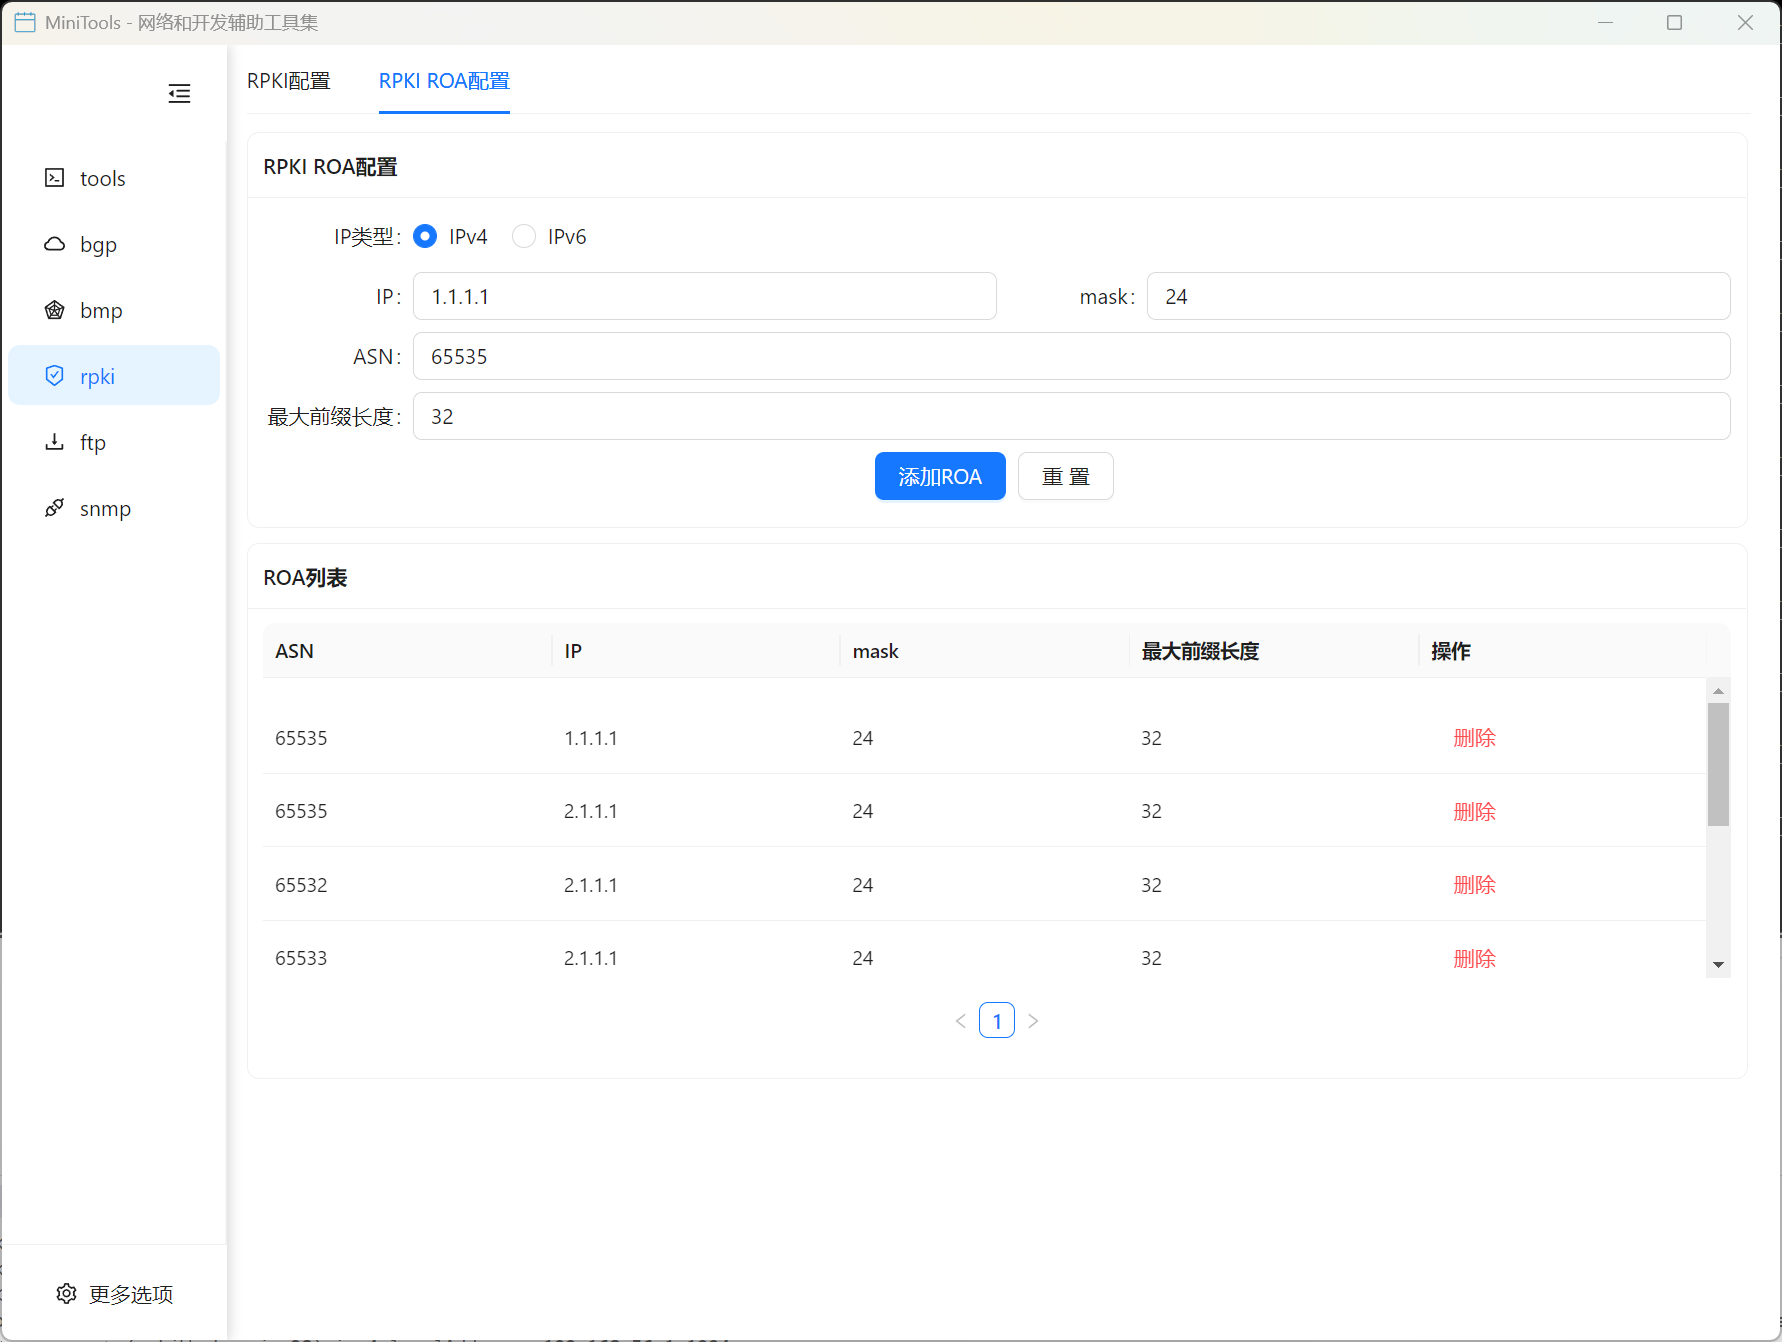 MiniTools - 网络和开发辅助工具集
RPKI配置
RPKI ROA配置
tools
bgp
bmp
rpki
ftp
snmp
更多选项
RPKI ROA配置
IP类型: IPv4 IPv6
IP: 1.1.1.1 mask: 24
ASN: 65535
最大前缀长度: 32
添加ROA 重 置
ROA列表
ASN IP mask 最大前缀长度 操作
65535 1.1.1.1 24 32 删除
65535 2.1.1.1 24 32 删除
65532 2.1.1.1 24 32 删除
65533 2.1.1.1 24 32 删除
< 1 >